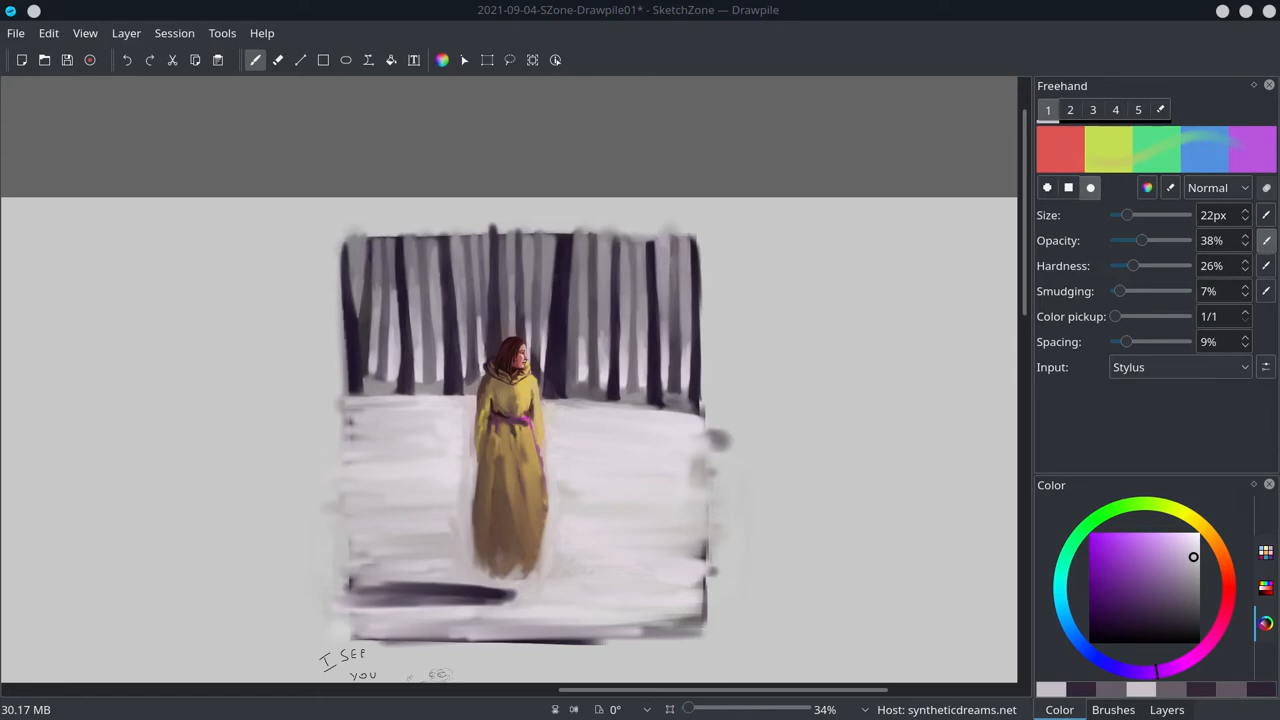 2021-09-04-SZone-Drawpile01* - SketchZone — Drawpile
File Edit View Layer Session Tools Help
Freehand
1 2 3 4 5
Normal
Size: 22px
Opacity: 38%
Hardness: 26%
Smudging: 7%
Color pickup: 1/1
Spacing: 9%
Input: Stylus
Color
I SEE
YOU
30.17 MB 0° 34% Host: syntheticdreams.net
Color Brushes Layers